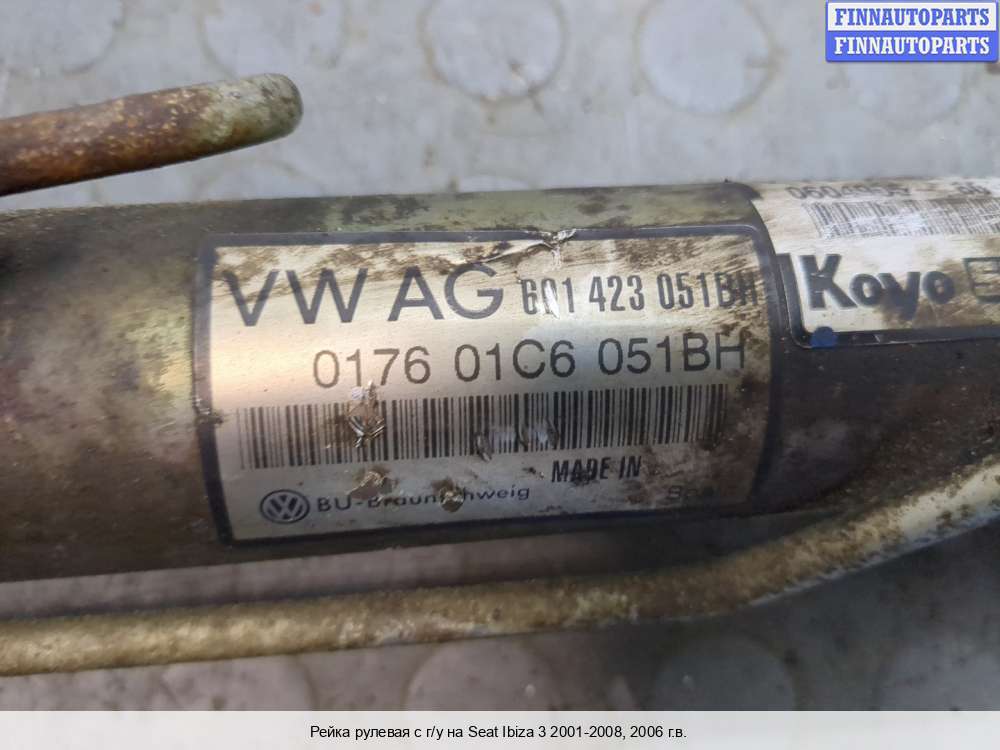 FINNAUTOPARTS
FINNAUTOPARTS
VW AG 6Q1 423 051BH
0176 01C6 051BH
MADE IN
BU-Braunschweig
Koyo
Рейка рулевая с г/у на Seat Ibiza 3 2001-2008, 2006 г.в.